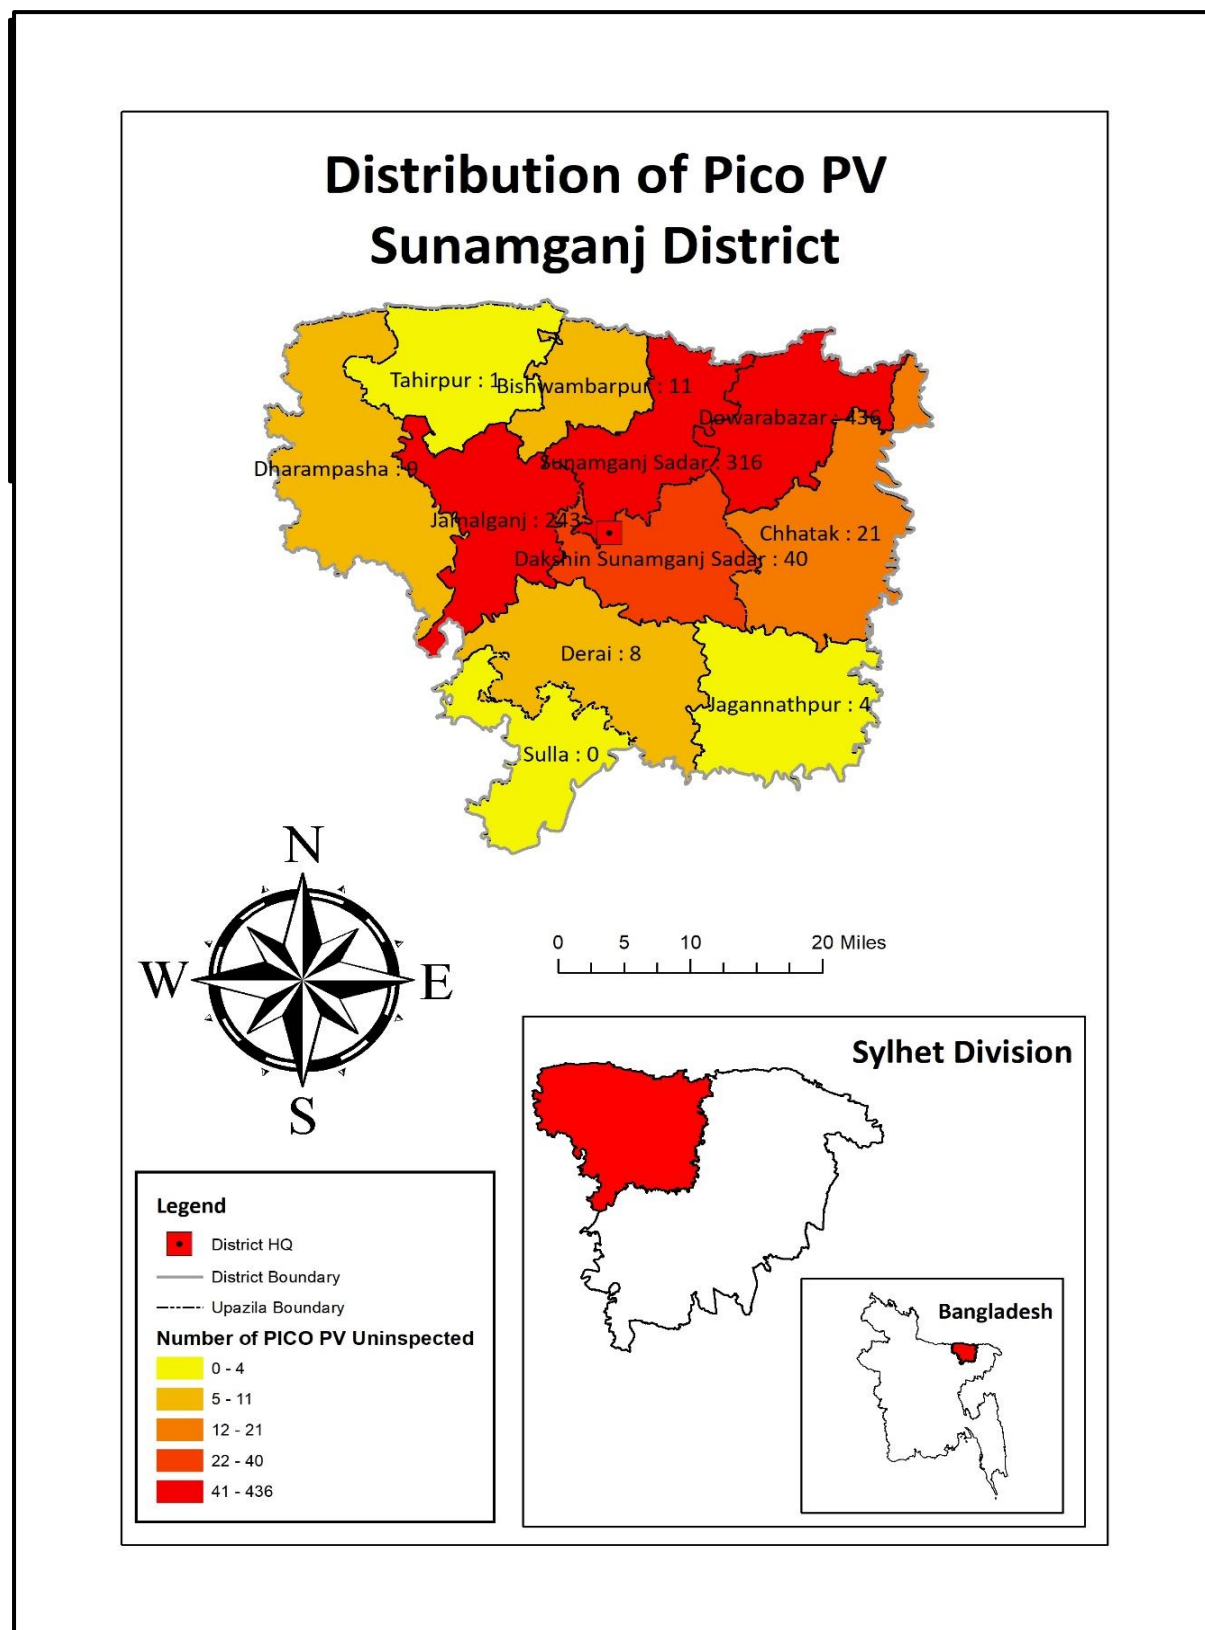 Distribution of Pico PV
Sunamganj District
Tahirpur : 1
Bishwambarpur : 11
Dowarabazar : 436
Dharampasha : 9
Sunamganj Sadar : 316
Jamalganj : 243
Chhatak : 21
Dakshin Sunamganj Sadar : 40
Derai : 8
Jagannathpur : 4
Sulla : 0
N
W
E
S
0 5 10 20 Miles
Sylhet Division
Bangladesh
Legend
District HQ
District Boundary
Upazila Boundary
Number of PICO PV Uninspected
0 - 4
5 - 11
12 - 21
22 - 40
41 - 436